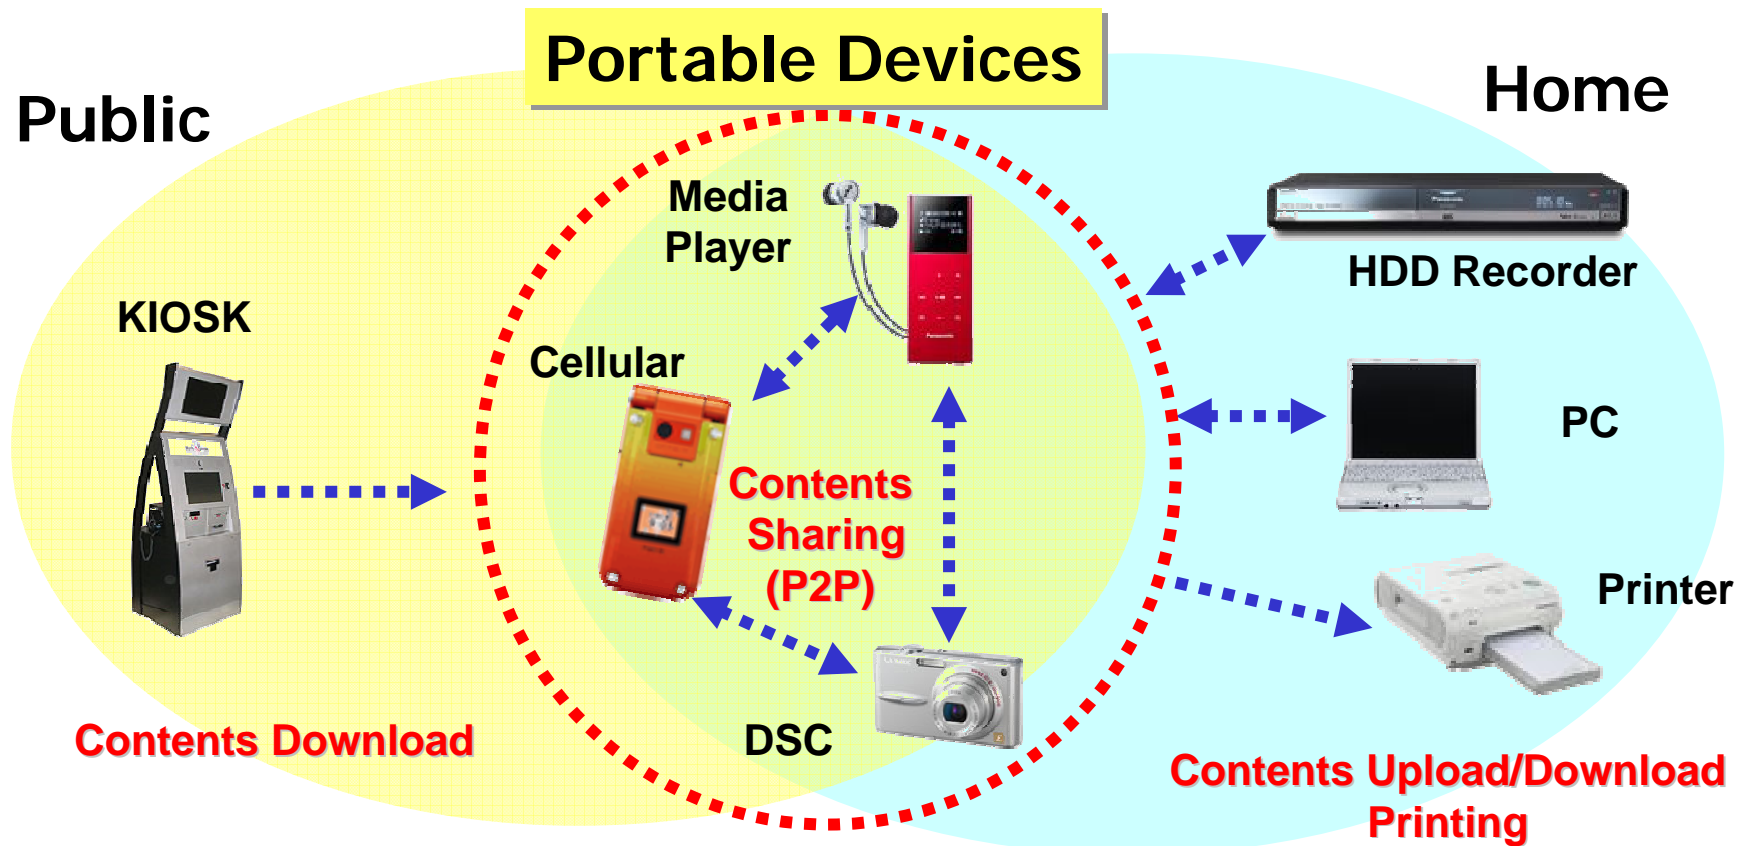 Portable Devices
Public
Home
Media
Player
HDD Recorder
KIOSK
Cellular
PC
Contents
Sharing
(P2P)
Printer
DSC
Contents Download
Contents Upload/Download
Printing